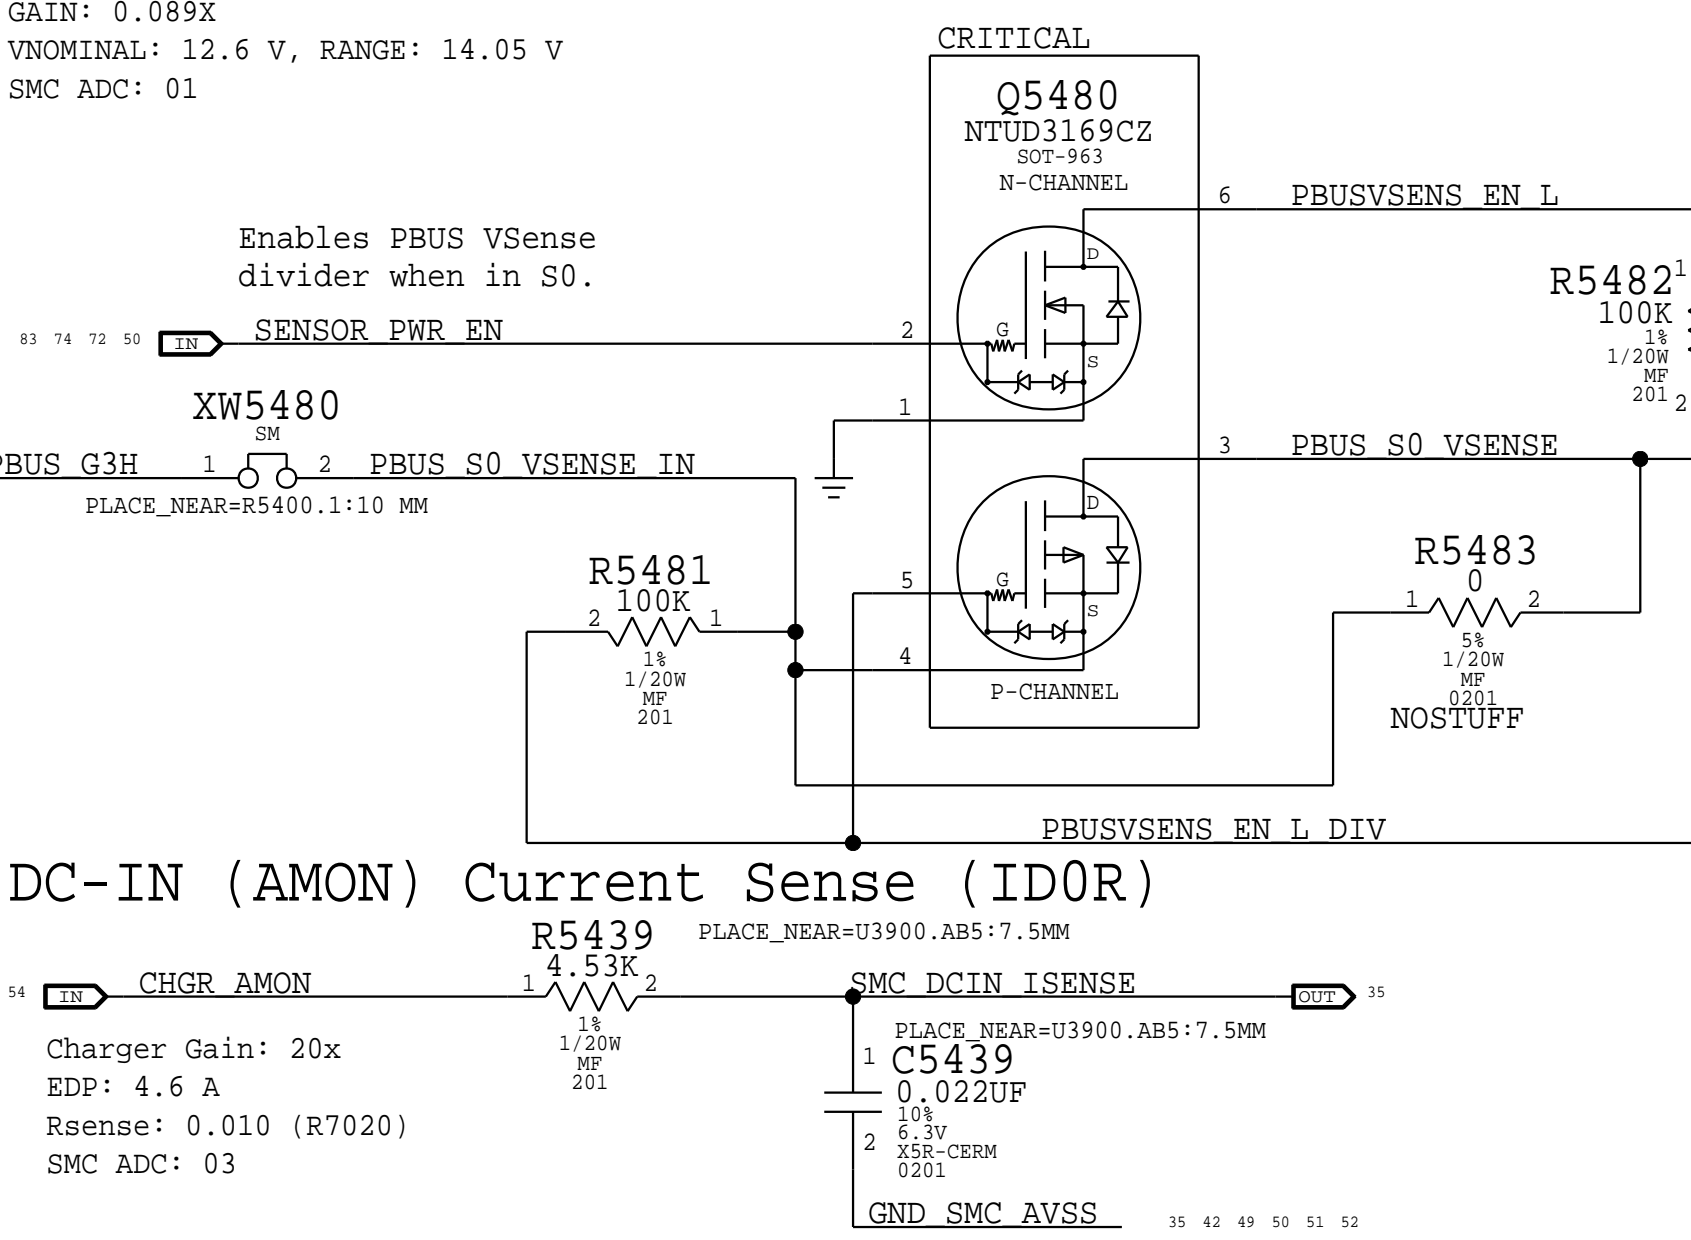 GAIN: 0.089X
VNOMINAL: 12.6 V, RANGE: 14.05 V
SMC ADC: 01
CRITICAL
Q5480
NTUD3169CZ
SOT-963
N-CHANNEL
6 PBUSVSENS_EN_L
Enables PBUS VSense
divider when in S0.
D
R5482 1
100K
1%
1/20W
MF
201 2
83 74 72 50 IN SENSOR_PWR_EN 2 G
S
XW5480
SM
1
PBUS_G3H 1 2 PBUS_S0_VSENSE_IN
3 PBUS_S0_VSENSE
PLACE_NEAR=R5400.1:10 MM
D
R5481
100K
2 1
1%
1/20W
MF
201
5 G
S
4
P-CHANNEL
R5483
0
1 2
5%
1/20W
MF
0201
NOSTUFF
PBUSVSENS_EN_L_DIV
DC-IN (AMON) Current Sense (ID0R)
R5439 PLACE_NEAR=U3900.AB5:7.5MM
4.53K
54 IN CHGR_AMON 1 2 SMC_DCIN_ISENSE OUT 35
1%
1/20W
MF
201
PLACE_NEAR=U3900.AB5:7.5MM
1 C5439
0.022UF
10%
6.3V
2 X5R-CERM
0201
Charger Gain: 20x
EDP: 4.6 A
Rsense: 0.010 (R7020)
SMC ADC: 03
GND_SMC_AVSS 35 42 49 50 51 52